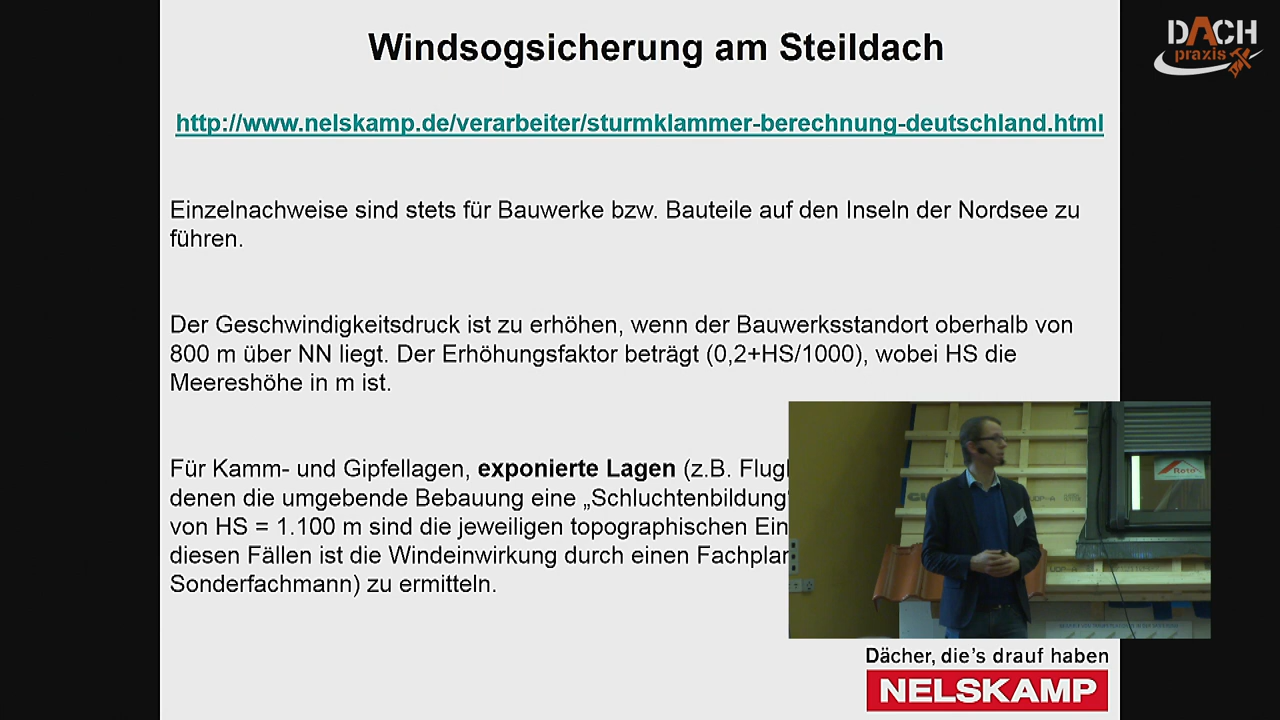 Windsogsicherung am Steildach
DACH
praxis
http://www.nelskamp.de/verarbeiter/sturmklammer-berechnung-deutschland.html
Einzelnachweise sind stets für Bauwerke bzw. Bauteile auf den Inseln der Nordsee zu
führen.
Der Geschwindigkeitsdruck ist zu erhöhen, wenn der Bauwerksstandort oberhalb von
800 m über NN liegt. Der Erhöhungsfaktor beträgt (0,2+HS/1000), wobei HS die
Meereshöhe in m ist.
Für Kamm- und Gipfellagen, exponierte Lagen (z.B.
denen die umgebende Bebauung eine „Schluchtenbildung“
von HS = 1.100 m sind die jeweiligen topographischen
diesen Fällen ist die Windeinwirkung durch einen
Sonderfachmann) zu ermitteln.
Roto
Dächer, die's drauf haben
NELSKAMP